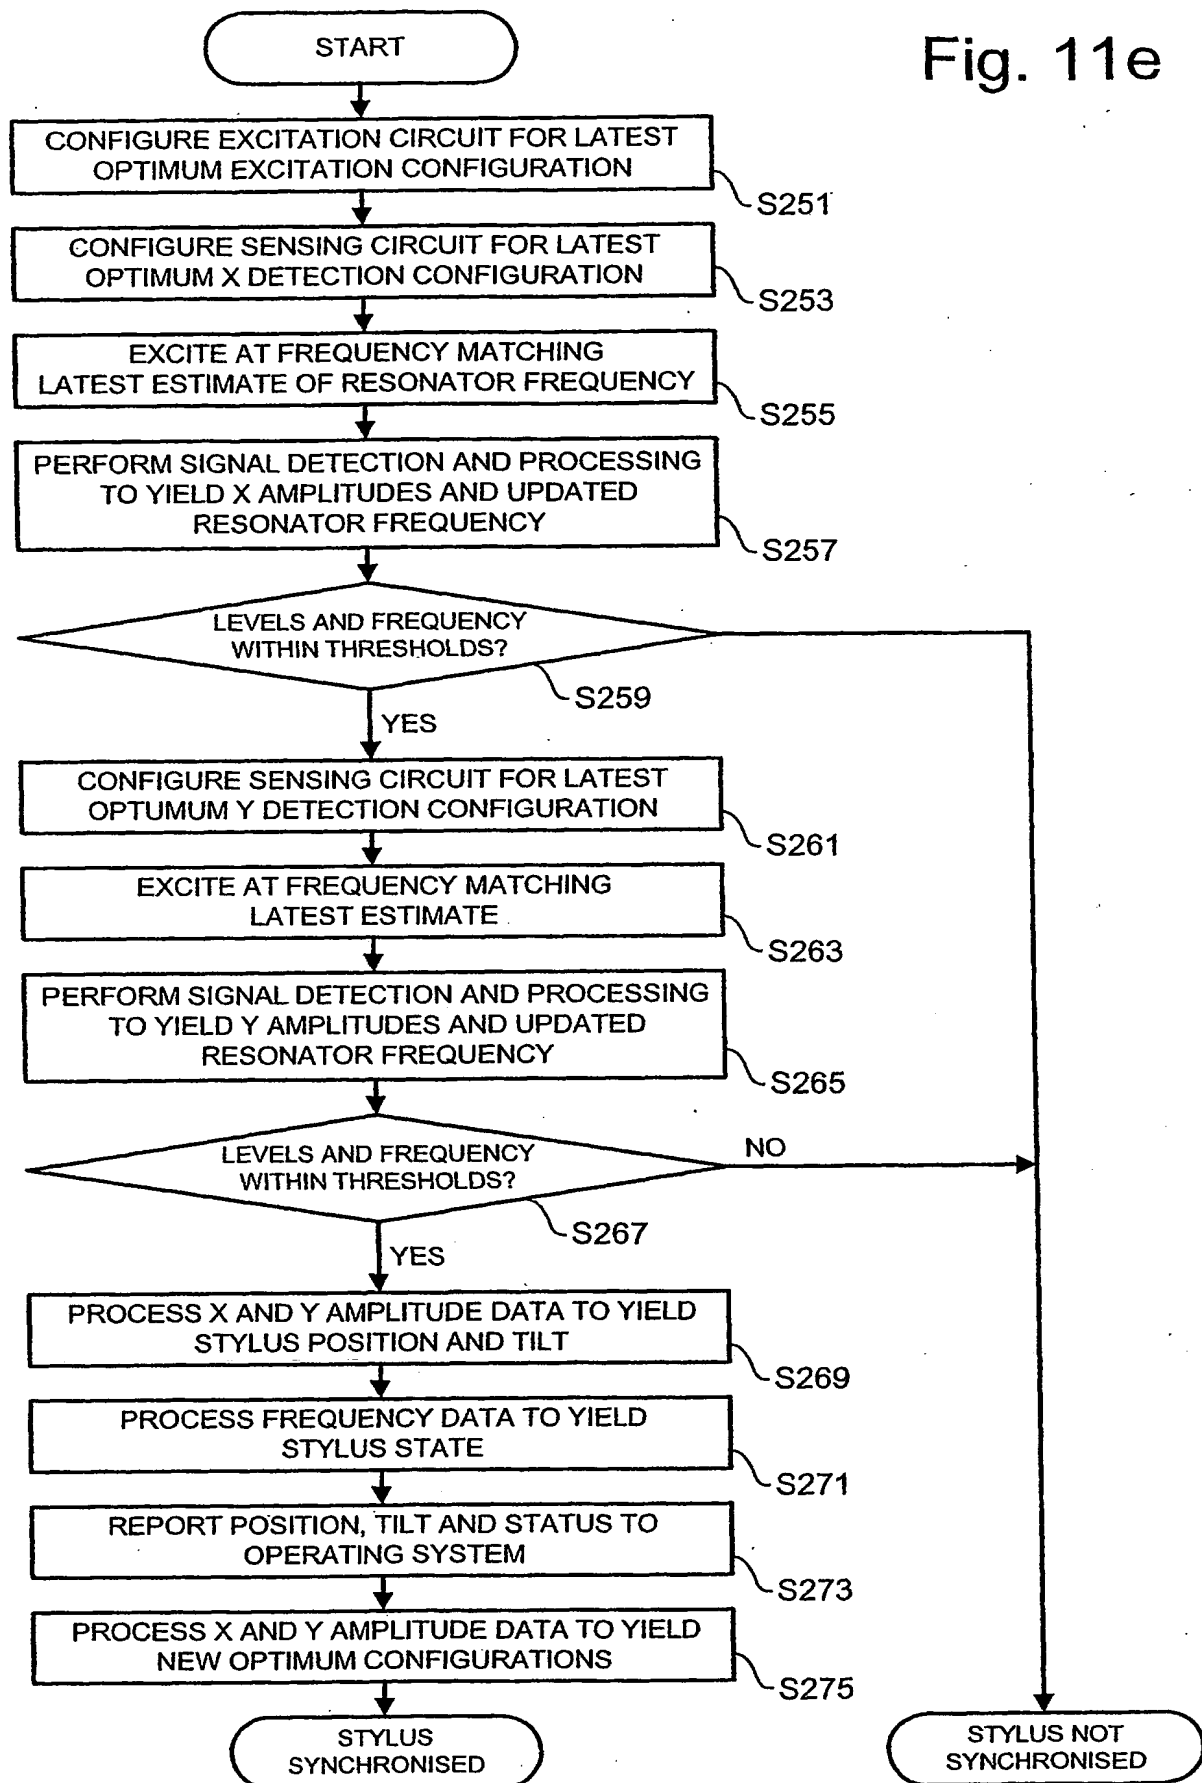 START
Fig. 11e
CONFIGURE EXCITATION CIRCUIT FOR LATEST
OPTIMUM EXCITATION CONFIGURATION
S251
CONFIGURE SENSING CIRCUIT FOR LATEST
OPTIMUM X DETECTION CONFIGURATION
S253
EXCITE AT FREQUENCY MATCHING
LATEST ESTIMATE OF RESONATOR FREQUENCY
S255
PERFORM SIGNAL DETECTION AND PROCESSING
TO YIELD X AMPLITUDES AND UPDATED
RESONATOR FREQUENCY
S257
LEVELS AND FREQUENCY
WITHIN THRESHOLDS?
S259
YES
CONFIGURE SENSING CIRCUIT FOR LATEST
OPTUMUM Y DETECTION CONFIGURATION
S261
EXCITE AT FREQUENCY MATCHING
LATEST ESTIMATE
S263
PERFORM SIGNAL DETECTION AND PROCESSING
TO YIELD Y AMPLITUDES AND UPDATED
RESONATOR FREQUENCY
S265
LEVELS AND FREQUENCY
WITHIN THRESHOLDS?
NO
S267
YES
PROCESS X AND Y AMPLITUDE DATA TO YIELD
STYLUS POSITION AND TILT
S269
PROCESS FREQUENCY DATA TO YIELD
STYLUS STATE
S271
REPORT POSITION, TILT AND STATUS TO
OPERATING SYSTEM
S273
PROCESS X AND Y AMPLITUDE DATA TO YIELD
NEW OPTIMUM CONFIGURATIONS
S275
STYLUS
SYNCHRONISED
STYLUS NOT
SYNCHRONISED